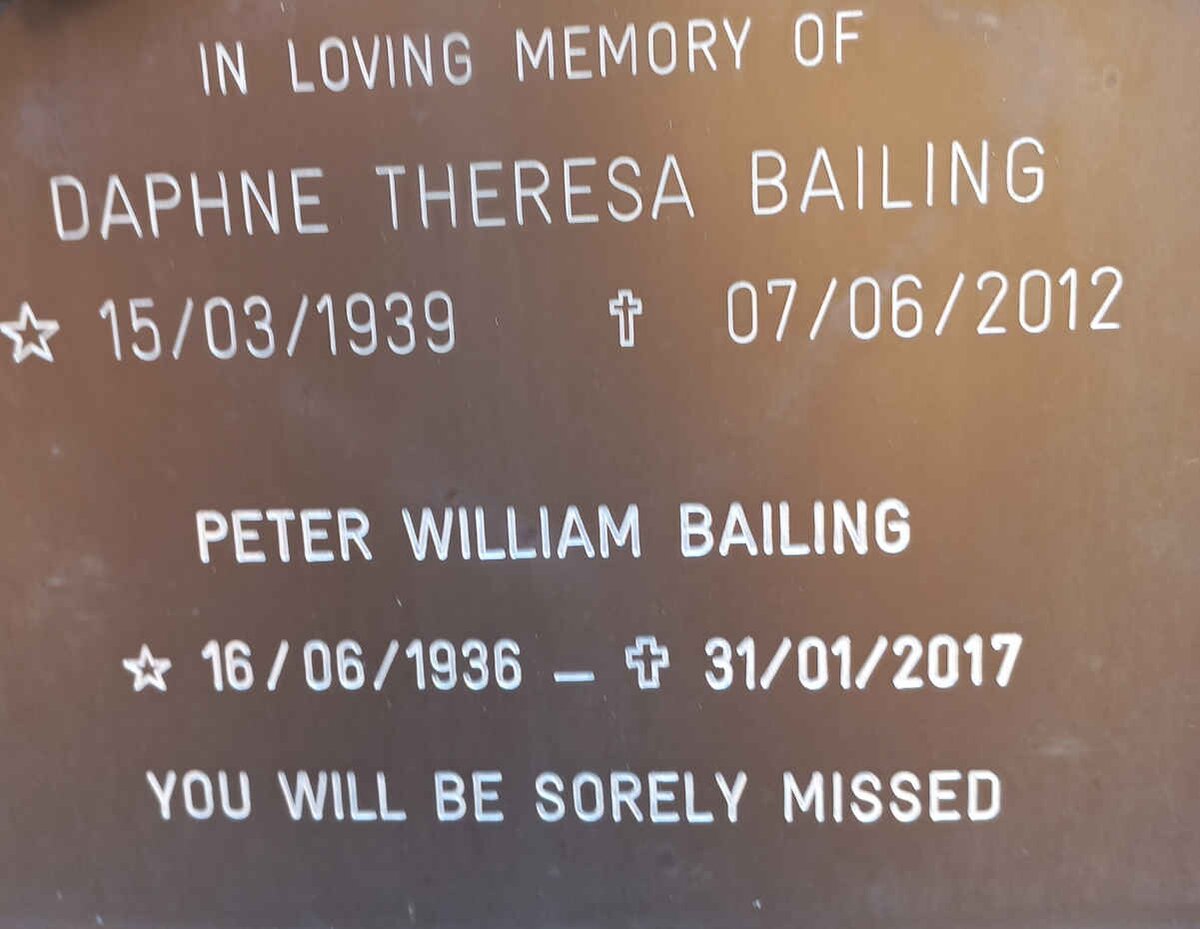 IN LOVING MEMORY OF
DAPHNE THERESA BAILING
☆ 15/03/1939 ✞ 07/06/2012
PETER WILLIAM BAILING
☆ 16/06/1936 – ✞ 31/01/2017
YOU WILL BE SORELY MISSED